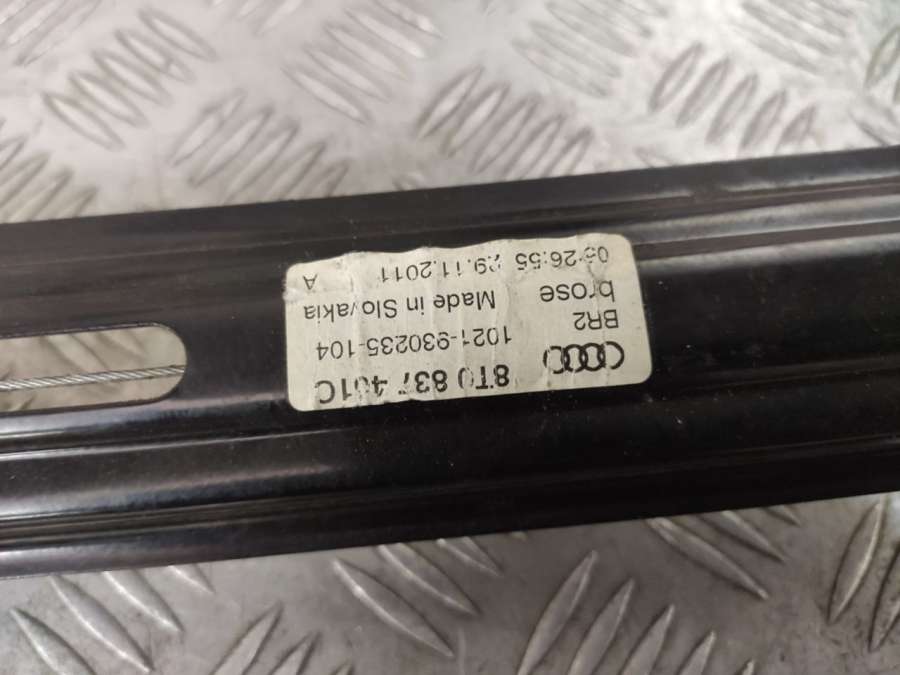 8T0 837 461C
1021-930235-104
BR2
brose Made in Slovakia
06:26:55 29.11.2011 A